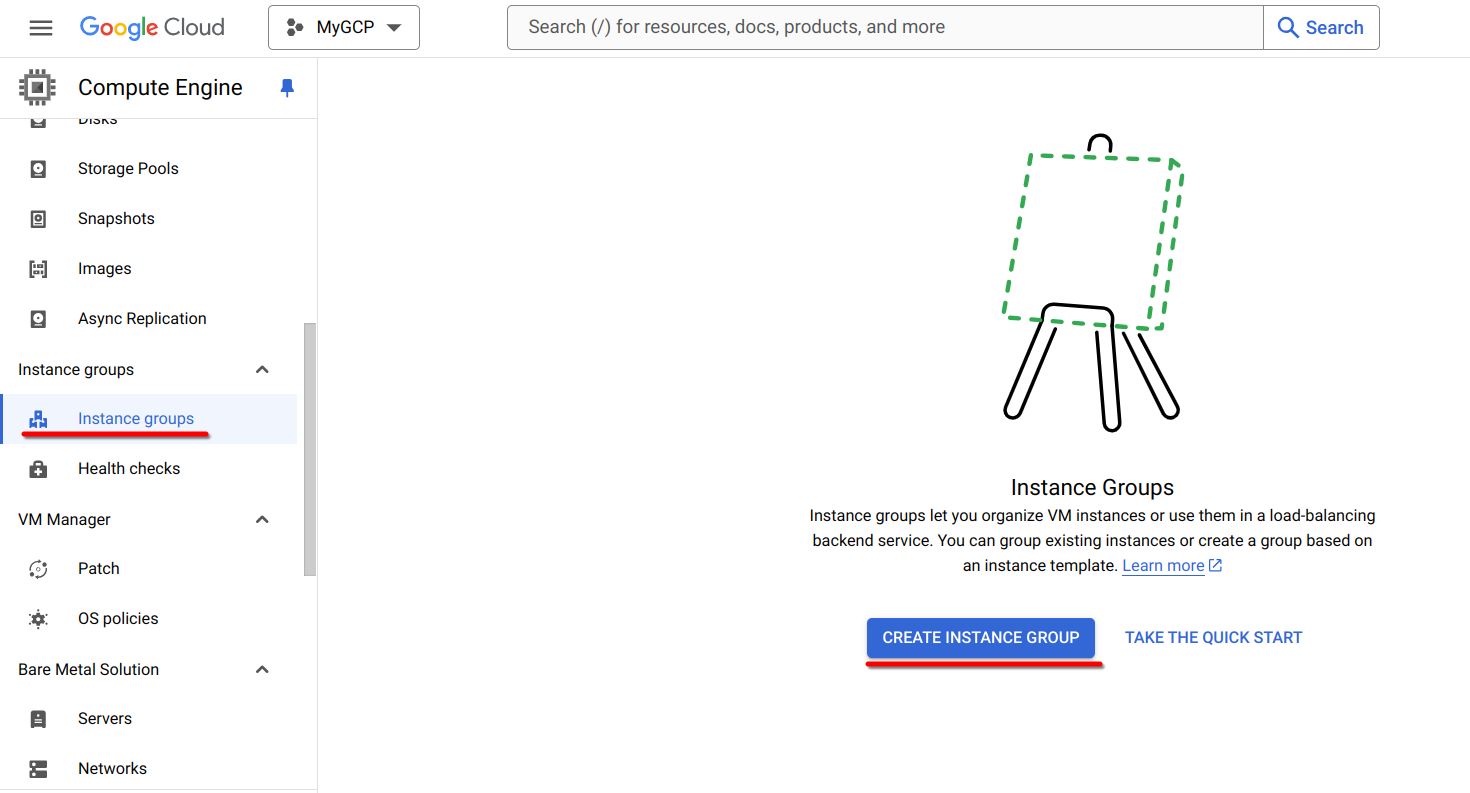 Google Cloud
MyGCP
Search (/) for resources, docs, products, and more
Search
Compute Engine
Disks
Storage Pools
Snapshots
Images
Async Replication
Instance groups
Instance groups
Health checks
VM Manager
Patch
OS policies
Bare Metal Solution
Servers
Networks
Instance Groups
Instance groups let you organize VM instances or use them in a load-balancing
backend service. You can group existing instances or create a group based on
an instance template. Learn more
CREATE INSTANCE GROUP
TAKE THE QUICK START